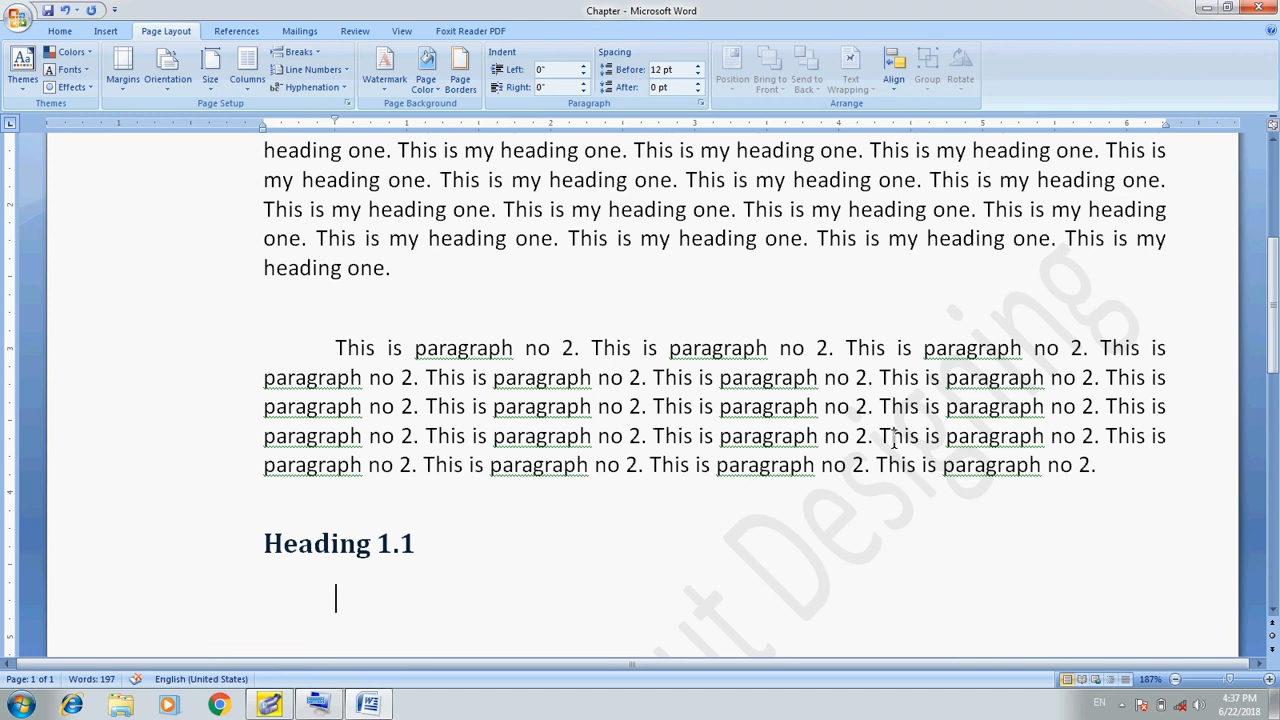 Chapter - Microsoft Word
Home Insert Page Layout References Mailings Review View Foxit Reader PDF
Themes Colors Fonts Effects Themes
Margins Orientation Size Columns Breaks Line Numbers Hyphenation Page Setup
Watermark Page Color Page Borders Page Background
Indent Left: 0" Right: 0" Spacing Before: 12 pt After: 0 pt Paragraph
Position Bring to Front Send to Back Text Wrapping Align Group Rotate Arrange
1 1 2 3 4 5 6
heading one. This is my heading one. This is my heading one. This is my heading one. This is
my heading one. This is my heading one. This is my heading one. This is my heading one.
This is my heading one. This is my heading one. This is my heading one. This is my heading
one. This is my heading one. This is my heading one. This is my heading one. This is my
heading one.
This is paragraph no 2. This is paragraph no 2. This is paragraph no 2. This is
paragraph no 2. This is paragraph no 2. This is paragraph no 2. This is paragraph no 2. This is
paragraph no 2. This is paragraph no 2. This is paragraph no 2. This is paragraph no 2. This is
paragraph no 2. This is paragraph no 2. This is paragraph no 2. This is paragraph no 2. This is
paragraph no 2. This is paragraph no 2. This is paragraph no 2. This is paragraph no 2.
Heading 1.1
Designing
Page: 1 of 1 Words: 197 English (United States) 187%
EN 4:37 PM
6/22/2018